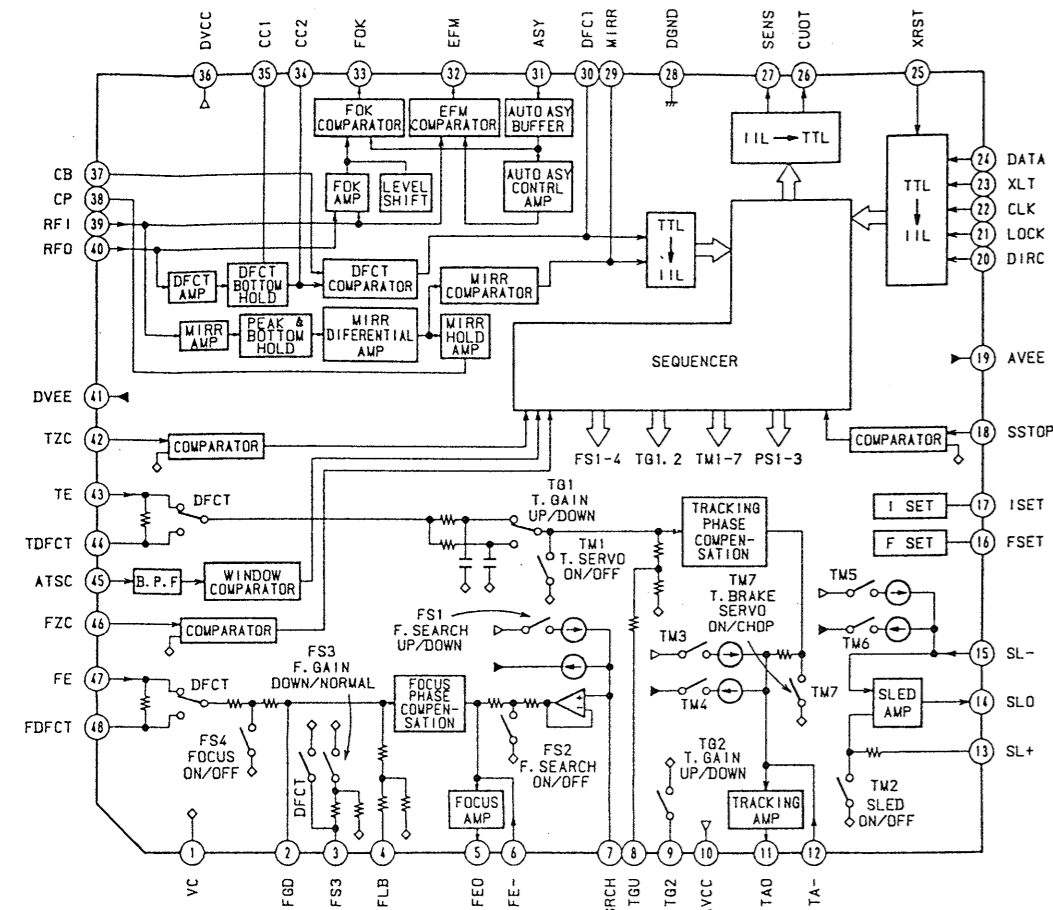 DVCC
CC1
CC2
FOK
EFM
ASY
DFC1
MIRR
DGND
SENS
CUOT
XRST
36
35
34
33
32
31
30
29
28
27
26
25
FOK
COMPARATOR
EFM
COMPARATOR
AUTO ASY
BUFFER
IIL → TTL
CB
37
CP
38
RFI
39
RFO
40
FOK
AMP
LEVEL
SHIFT
AUTO ASY
CONTRL
AMP
TTL
↓
IIL
24
DATA
23
XLT
22
CLK
21
LOCK
20
DIRC
TTL
↓
IIL
DFCT
AMP
DFCT
BOTTOM
HOLD
DFCT
COMPARATOR
MIRR
COMPARATOR
MIRR
AMP
PEAK &
BOTTOM
HOLD
MIRR
DIFERENTIAL
AMP
MIRR
HOLD
AMP
SEQUENCER
19
AVEE
DVEE
41
TZC
42
COMPARATOR
FS1-4
TG1.2
TM1-7
PS1-3
COMPARATOR
18
SSTOP
TE
43
DFCT
TDFCT
44
TG1
T. GAIN
UP/DOWN
TM1
T. SERVO
ON/OFF
TRACKING
PHASE
COMPEN-
SATION
I SET
17
ISET
F SET
16
FSET
ATSC
45
B.P.F
WINDOW
COMPARATOR
FZC
46
COMPARATOR
FS1
F. SEARCH
UP/DOWN
TM7
T. BRAKE
SERVO
ON/CHOP
TM5
TM6
15
SL-
FE
47
DFCT
FDFCT
48
FS3
F. GAIN
DOWN/NORMAL
FOCUS
PHASE
COMPEN-
SATION
TM3
TM4
TM7
SLED
AMP
14
SLO
13
SL+
FS4
FOCUS
ON/OFF
DFCT
FS2
F. SEARCH
ON/OFF
TG2
T. GAIN
UP/DOWN
TM2
SLED
ON/OFF
FOCUS
AMP
TRACKING
AMP
1
2
3
4
5
6
7
8
9
10
11
12
VC
FGD
FS3
FLB
FEO
FE-
SRCH
TGU
TG2
AVCC
TAO
TA-